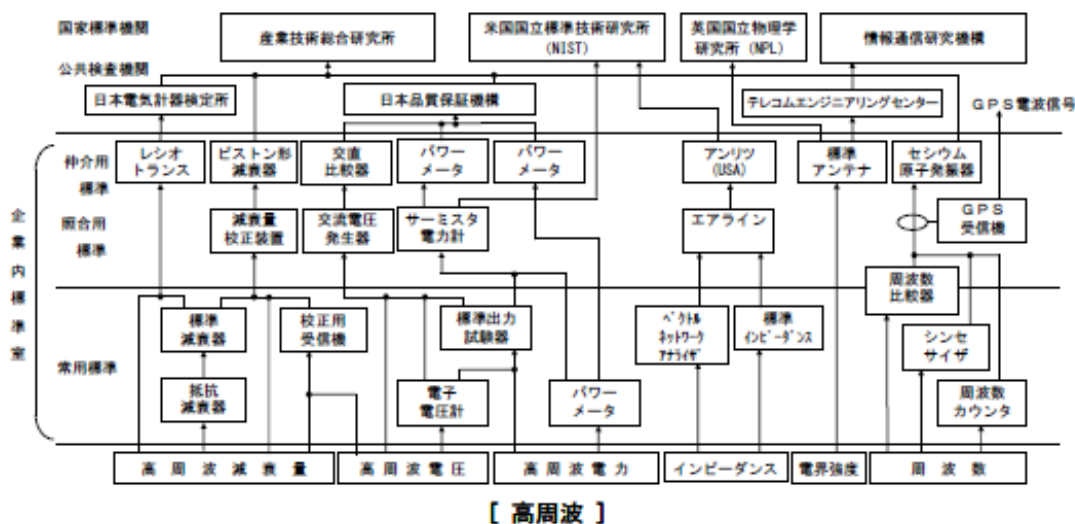 国家標準機関
産業技術総合研究所
米国国立標準技術研究所
(NIST)
英国国立物理学
研究所 (NPL)
情報通信研究機構
公共検査機関
日本電気計器検定所
日本品質保証機構
テレコムエンジニアリングセンター
GPS電波信号
企業内標準室
仲介用
標準
レシオ
トランス
ピストン形
減衰器
交直
比較器
パワー
メータ
パワー
メータ
アンリツ
(USA)
標準
アンテナ
セシウム
原子発振器
照合用
標準
減衰量
校正装置
交流電圧
発生器
サーミスタ
電力計
エアライン
GPS
受信機
常用標準
標準
減衰器
校正用
受信機
標準出力
試験器
ベクトル
ネットワーク
アナライザ
標準
インピーダンス
周波数
比較器
シンセ
サイザ
抵抗
減衰器
電子
電圧計
パワー
メータ
周波数
カウンタ
高周波減衰量
高周波電圧
高周波電力
インピーダンス
電界強度
周波数
[ 高周波 ]